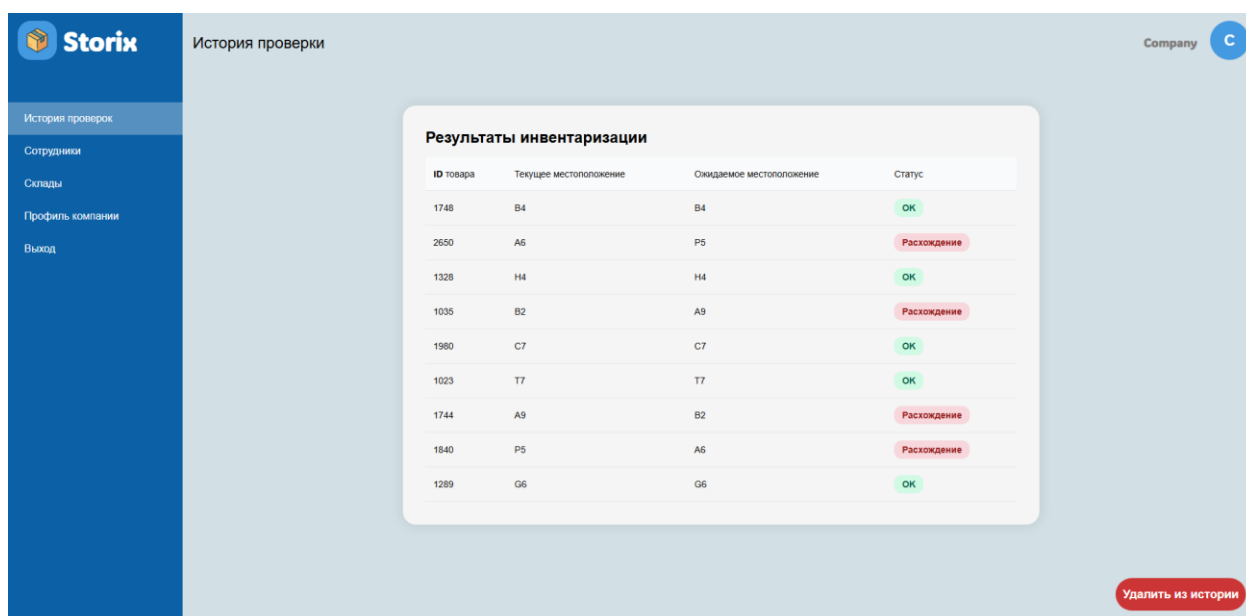 Storix
История проверки
Company
C
История проверок
Сотрудники
Склады
Профиль компании
Выход
Результаты инвентаризации
ID товара Текущее местоположение Ожидаемое местоположение Статус
1748 B4 B4 OK
2650 A6 P5 Расхождение
1328 H4 H4 OK
1035 B2 A9 Расхождение
1980 C7 C7 OK
1023 T7 T7 OK
1744 A9 B2 Расхождение
1840 P5 A6 Расхождение
1289 G6 G6 OK
Удалить из истории